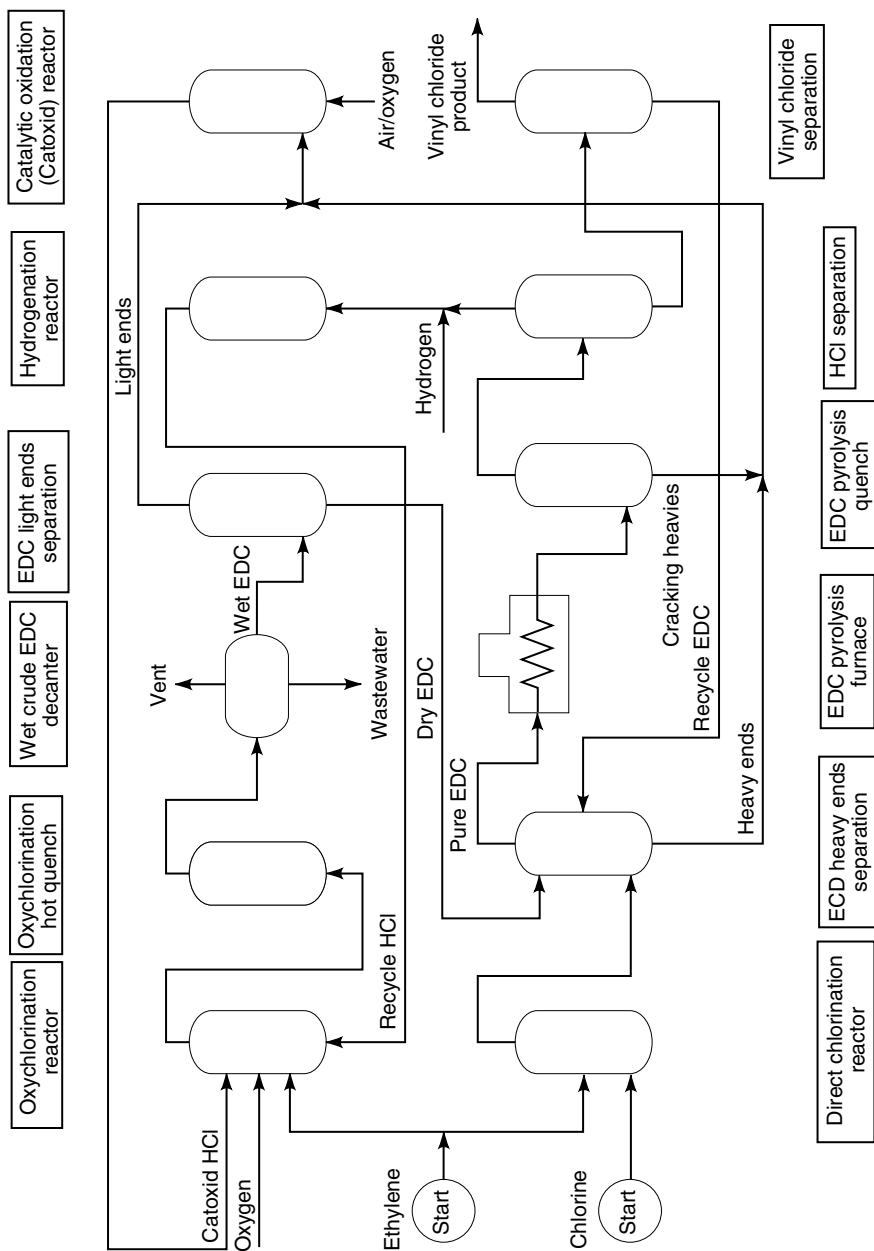 Oxychlorination
reactor
Oxychlorination
hot quench
Wet crude EDC
decanter
EDC light ends
separation
Hydrogenation
reactor
Catalytic oxidation
(Catoxid) reactor
Light ends
Catoxid HCl
Oxygen
Vent
Wet EDC
Wastewater
Air/oxygen
Recycle HCl
Dry EDC
Hydrogen
Vinyl chloride
product
Ethylene
Start
Pure EDC
Chlorine
Start
Cracking heavies
Recycle EDC
Heavy ends
Direct chlorination
reactor
ECD heavy ends
separation
EDC pyrolysis
furnace
EDC pyrolysis
quench
HCl separation
Vinyl chloride
separation